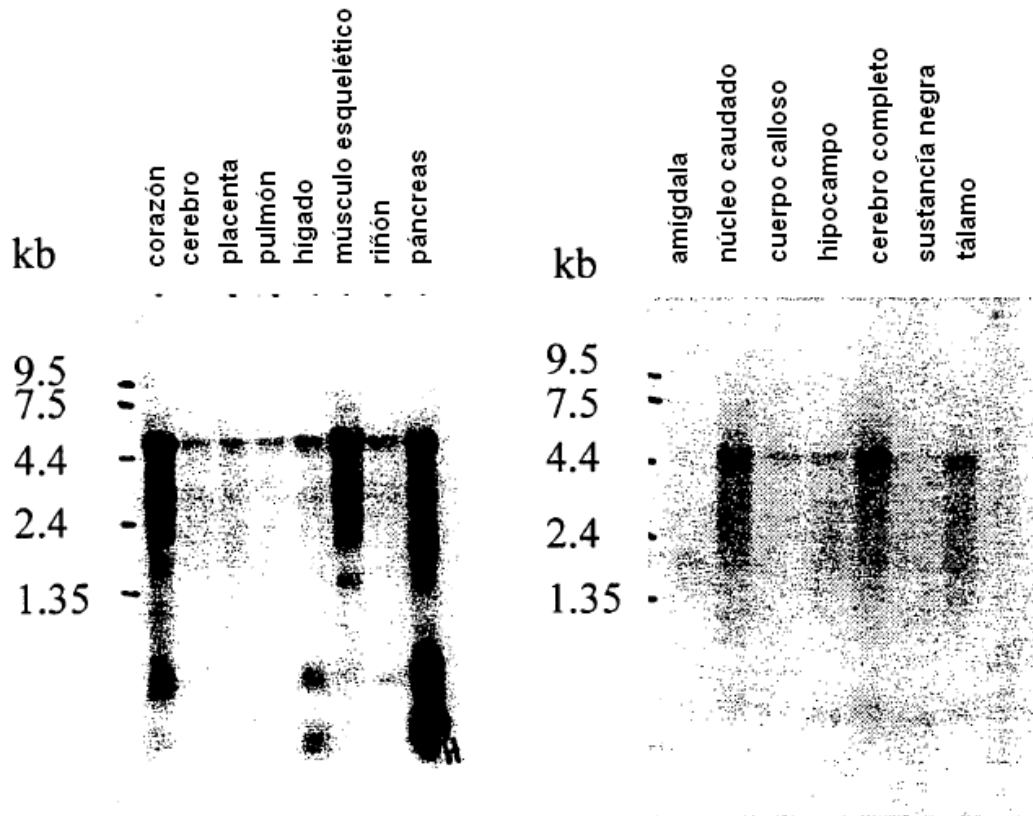 corazón
cerebro
placenta
pulmón
hígado
músculo esquelético
riñón
páncreas
kb
9.5
7.5
4.4
2.4
1.35
amígdala
núcleo caudado
cuerpo calloso
hipocampo
cerebro completo
sustancía negra
tálamo
kb
9.5
7.5
4.4
2.4
1.35